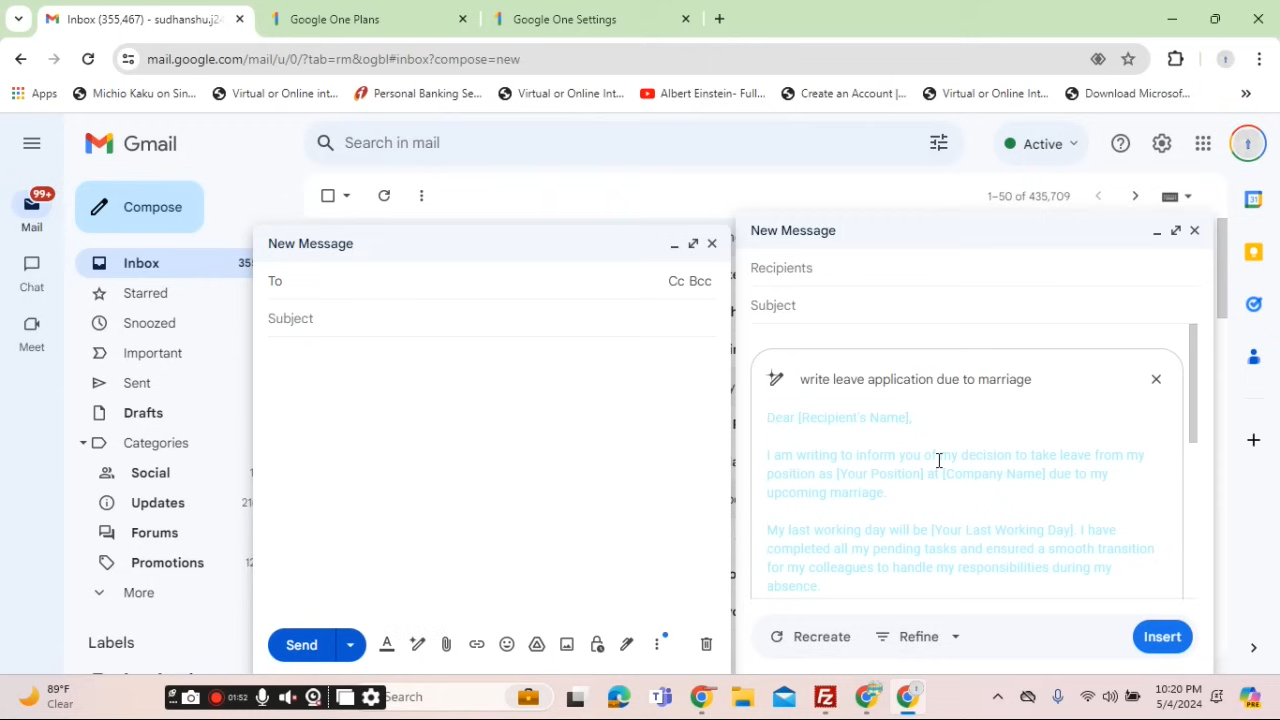 Inbox (355,467) - sudhanshu.j24
Google One Plans
Google One Settings
mail.google.com/mail/u/0/?tab=rm&ogbl#inbox?compose=new
Apps
Michio Kaku on Sin...
Virtual or Online int...
Personal Banking Se...
Virtual or Online Int...
Albert Einstein- Full...
Create an Account |...
Virtual or Online Int...
Download Microsof...
Gmail
Search in mail
Active
99+
Mail
Compose
1–50 of 435,709
Chat
Meet
Inbox
355
Starred
Snoozed
Important
Sent
Drafts
Categories
Social
1
Updates
21
Forums
Promotions
12
More
Labels
New Message
To
Cc Bcc
Subject
Send
New Message
Recipients
Subject
write leave application due to marriage
Dear [Recipient's Name],
I am writing to inform you of my decision to take leave from my
position as [Your Position] at [Company Name] due to my
upcoming marriage.
My last working day will be [Your Last Working Day]. I have
completed all my pending tasks and ensured a smooth transition
for my colleagues to handle my responsibilities during my
absence.
Recreate
Refine
Insert
89°F
Clear
01:52
Search
10:20 PM
5/4/2024
PRE